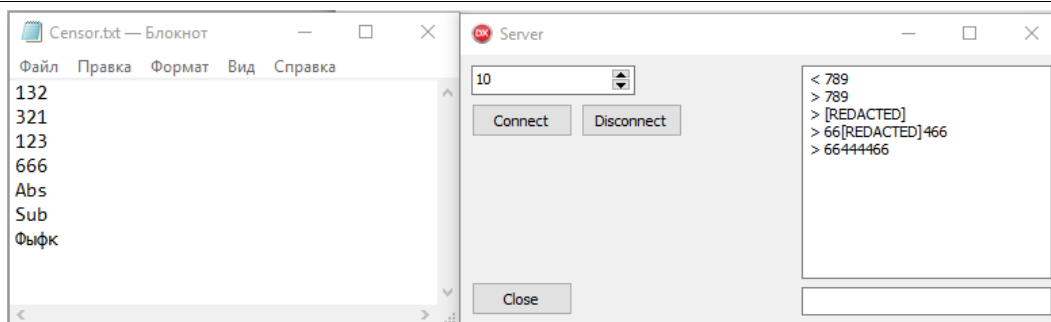 Censor.txt — Блокнот
Файл Правка Формат Вид Справка
132
321
123
666
Abs
Sub
Фыфк
DX Server
10
Connect Disconnect
Close
< 789
> 789
> [REDACTED]
> 66[REDACTED]466
> 66444466